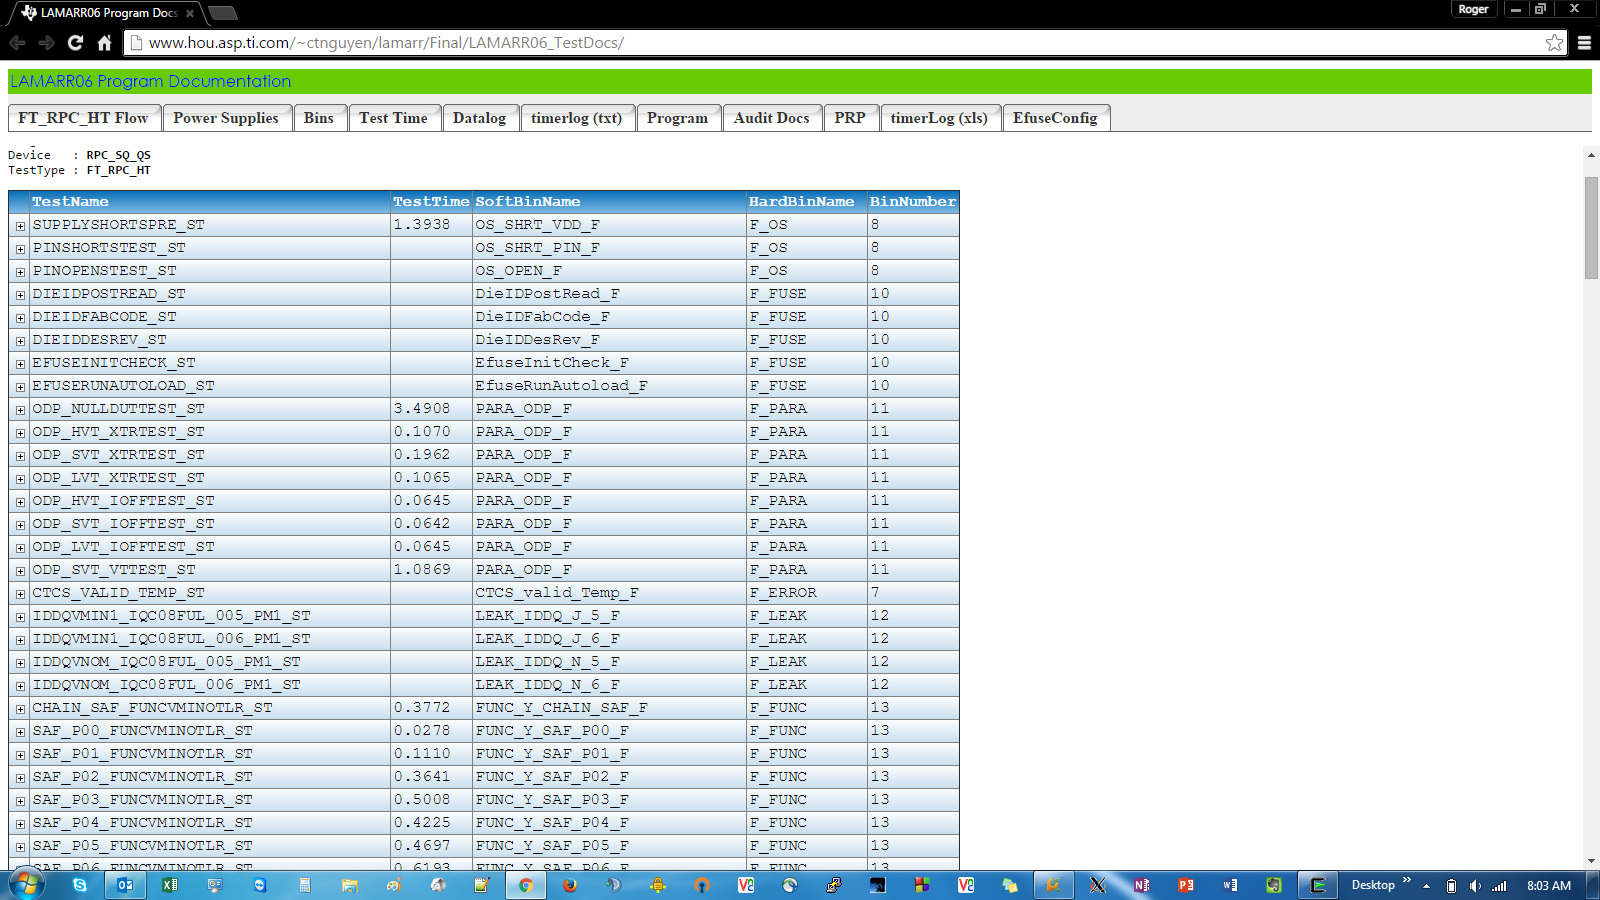 LAMARR06 Program Docs
Roger
www.hou.asp.ti.com/~ctnguyen/lamarr/Final/LAMARR06_TestDocs/
LAMARR06 Program Documentation
FT_RPC_HT Flow Power Supplies Bins Test Time Datalog timerlog (txt) Program Audit Docs PRP timerLog (xls) EfuseConfig
Device : RPC_SQ_QS
TestType : FT_RPC_HT
TestName TestTime SoftBinName HardBinName BinNumber
SUPPLYSHORTSPRE_ST 1.3938 OS_SHRT_VDD_F F_OS 8
PINSHORTSTEST_ST OS_SHRT_PIN_F F_OS 8
PINOPENSTEST_ST OS_OPEN_F F_OS 8
DIEIDPOSTREAD_ST DieIDPostRead_F F_FUSE 10
DIEIDFABCODE_ST DieIDFabCode_F F_FUSE 10
DIEIDDESREV_ST DieIDDesRev_F F_FUSE 10
EFUSEINITCHECK_ST EfuseInitCheck_F F_FUSE 10
EFUSERUNAUTOLOAD_ST EfuseRunAutoload_F F_FUSE 10
ODP_NULLDUTTEST_ST 3.4908 PARA_ODP_F F_PARA 11
ODP_HVT_XTRTEST_ST 0.1070 PARA_ODP_F F_PARA 11
ODP_SVT_XTRTEST_ST 0.1962 PARA_ODP_F F_PARA 11
ODP_LVT_XTRTEST_ST 0.1065 PARA_ODP_F F_PARA 11
ODP_HVT_IOFFTEST_ST 0.0645 PARA_ODP_F F_PARA 11
ODP_SVT_IOFFTEST_ST 0.0642 PARA_ODP_F F_PARA 11
ODP_LVT_IOFFTEST_ST 0.0645 PARA_ODP_F F_PARA 11
ODP_SVT_VTTEST_ST 1.0869 PARA_ODP_F F_PARA 11
CTCS_VALID_TEMP_ST CTCS_valid_Temp_F F_ERROR 7
IDDQVMIN1_IQC08FUL_005_PM1_ST LEAK_IDDQ_J_5_F F_LEAK 12
IDDQVMIN1_IQC08FUL_006_PM1_ST LEAK_IDDQ_J_6_F F_LEAK 12
IDDQVNOM_IQC08FUL_005_PM1_ST LEAK_IDDQ_N_5_F F_LEAK 12
IDDQVNOM_IQC08FUL_006_PM1_ST LEAK_IDDQ_N_6_F F_LEAK 12
CHAIN_SAF_FUNCVMINOTLR_ST 0.3772 FUNC_Y_CHAIN_SAF_F F_FUNC 13
SAF_P00_FUNCVMINOTLR_ST 0.0278 FUNC_Y_SAF_P00_F F_FUNC 13
SAF_P01_FUNCVMINOTLR_ST 0.1110 FUNC_Y_SAF_P01_F F_FUNC 13
SAF_P02_FUNCVMINOTLR_ST 0.3641 FUNC_Y_SAF_P02_F F_FUNC 13
SAF_P03_FUNCVMINOTLR_ST 0.5008 FUNC_Y_SAF_P03_F F_FUNC 13
SAF_P04_FUNCVMINOTLR_ST 0.4225 FUNC_Y_SAF_P04_F F_FUNC 13
SAF_P05_FUNCVMINOTLR_ST 0.4697 FUNC_Y_SAF_P05_F F_FUNC 13
SAF_P06_FUNCVMINOTLR_ST 0.6193 FUNC_Y_SAF_P06_F F_FUNC 13
Desktop 8:03 AM